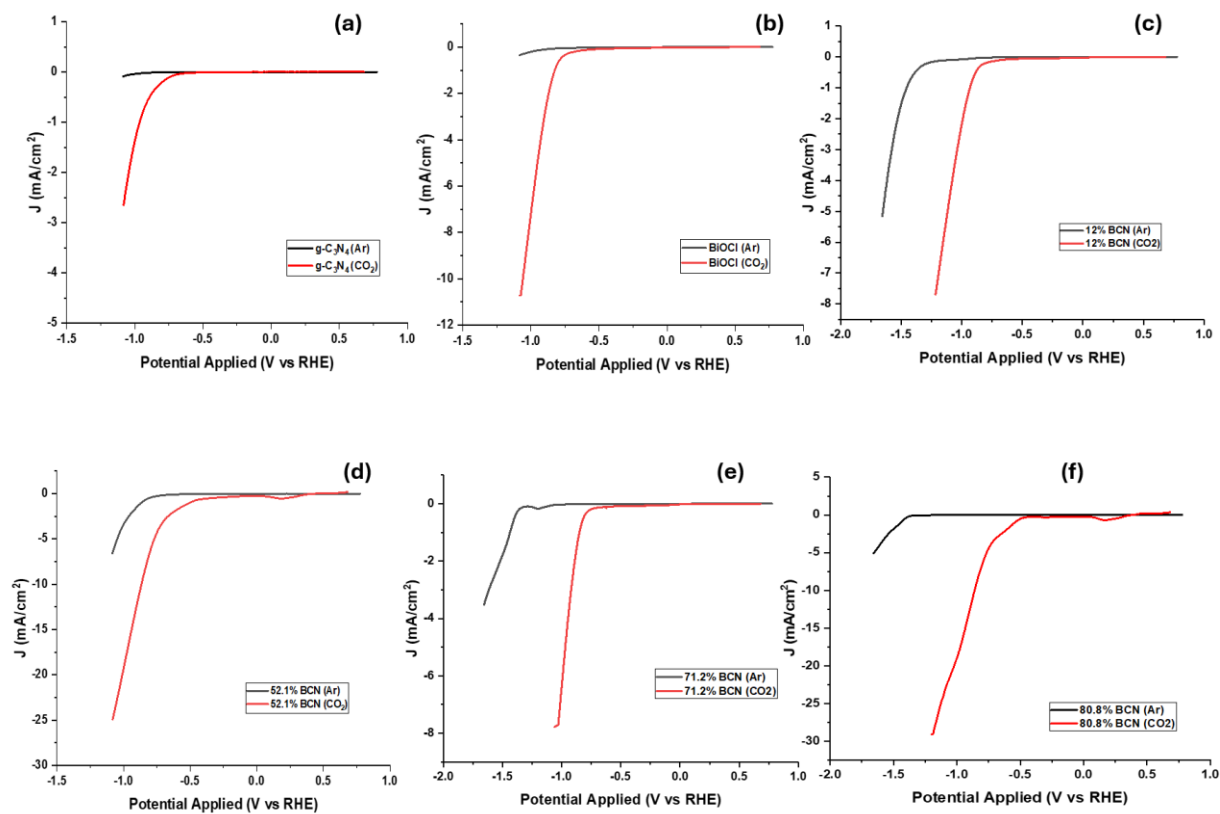 (a)
1
0
-1
-2
-3
-4
-5
J (mA/cm²)
g-C₃N₄ (Ar)
g-C₃N₄ (CO₂)
-1.5 -1.0 -0.5 0.0 0.5 1.0
Potential Applied (V vs RHE)
(b)
0
-2
-4
-6
-8
-10
-12
J (mA/cm²)
BiOCl (Ar)
BiOCl (CO₂)
-1.5 -1.0 -0.5 0.0 0.5 1.0
Potential Applied (V vs RHE)
(c)
1
0
-1
-2
-3
-4
-5
-6
-7
-8
J (mA/cm²)
12% BCN (Ar)
12% BCN (CO2)
-2.0 -1.5 -1.0 -0.5 0.0 0.5 1.0
Potential Applied (V vs RHE)
(d)
0
-5
-10
-15
-20
-25
-30
J (mA/cm²)
52.1% BCN (Ar)
52.1% BCN (CO₂)
-1.5 -1.0 -0.5 0.0 0.5 1.0
Potential Applied (V vs RHE)
(e)
0
-2
-4
-6
-8
J (mA/cm²)
71.2% BCN (Ar)
71.2% BCN (CO2)
-2.0 -1.5 -1.0 -0.5 0.0 0.5 1.0
Potential Applied (V vs RHE)
(f)
5
0
-5
-10
-15
-20
-25
-30
J (mA/cm²)
80.8% BCN (Ar)
80.8% BCN (CO2)
-2.0 -1.5 -1.0 -0.5 0.0 0.5 1.0
Potential Applied (V vs RHE)